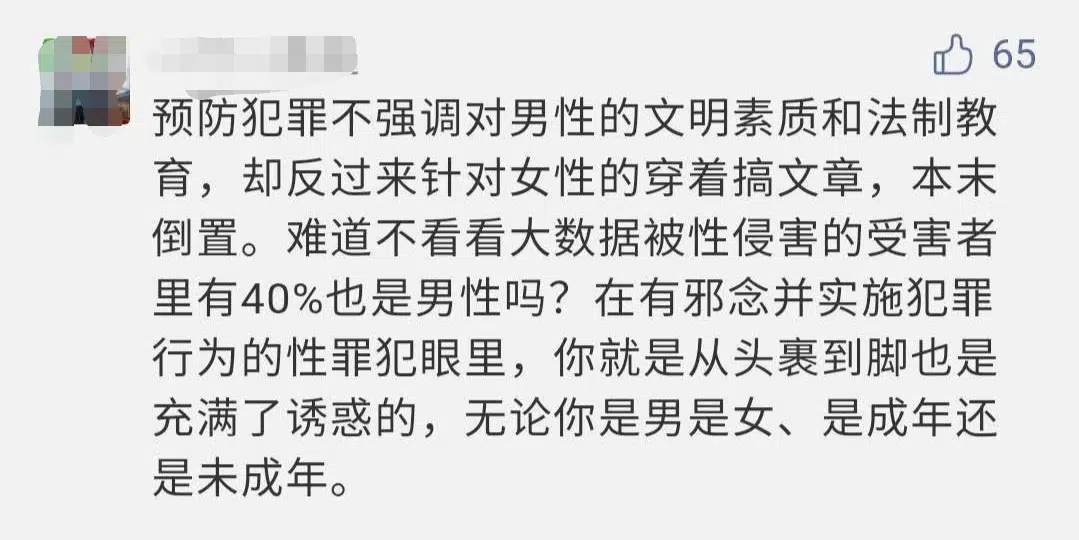 65
预防犯罪不强调对男性的文明素质和法制教
育，却反过来针对女性的穿着搞文章，本末
倒置。难道不看看大数据被性侵害的受害者
里有40%也是男性吗？在有邪念并实施犯罪
行为的性罪犯眼里，你就是从头裹到脚也是
充满了诱惑的，无论你是男是女、是成年还
是未成年。